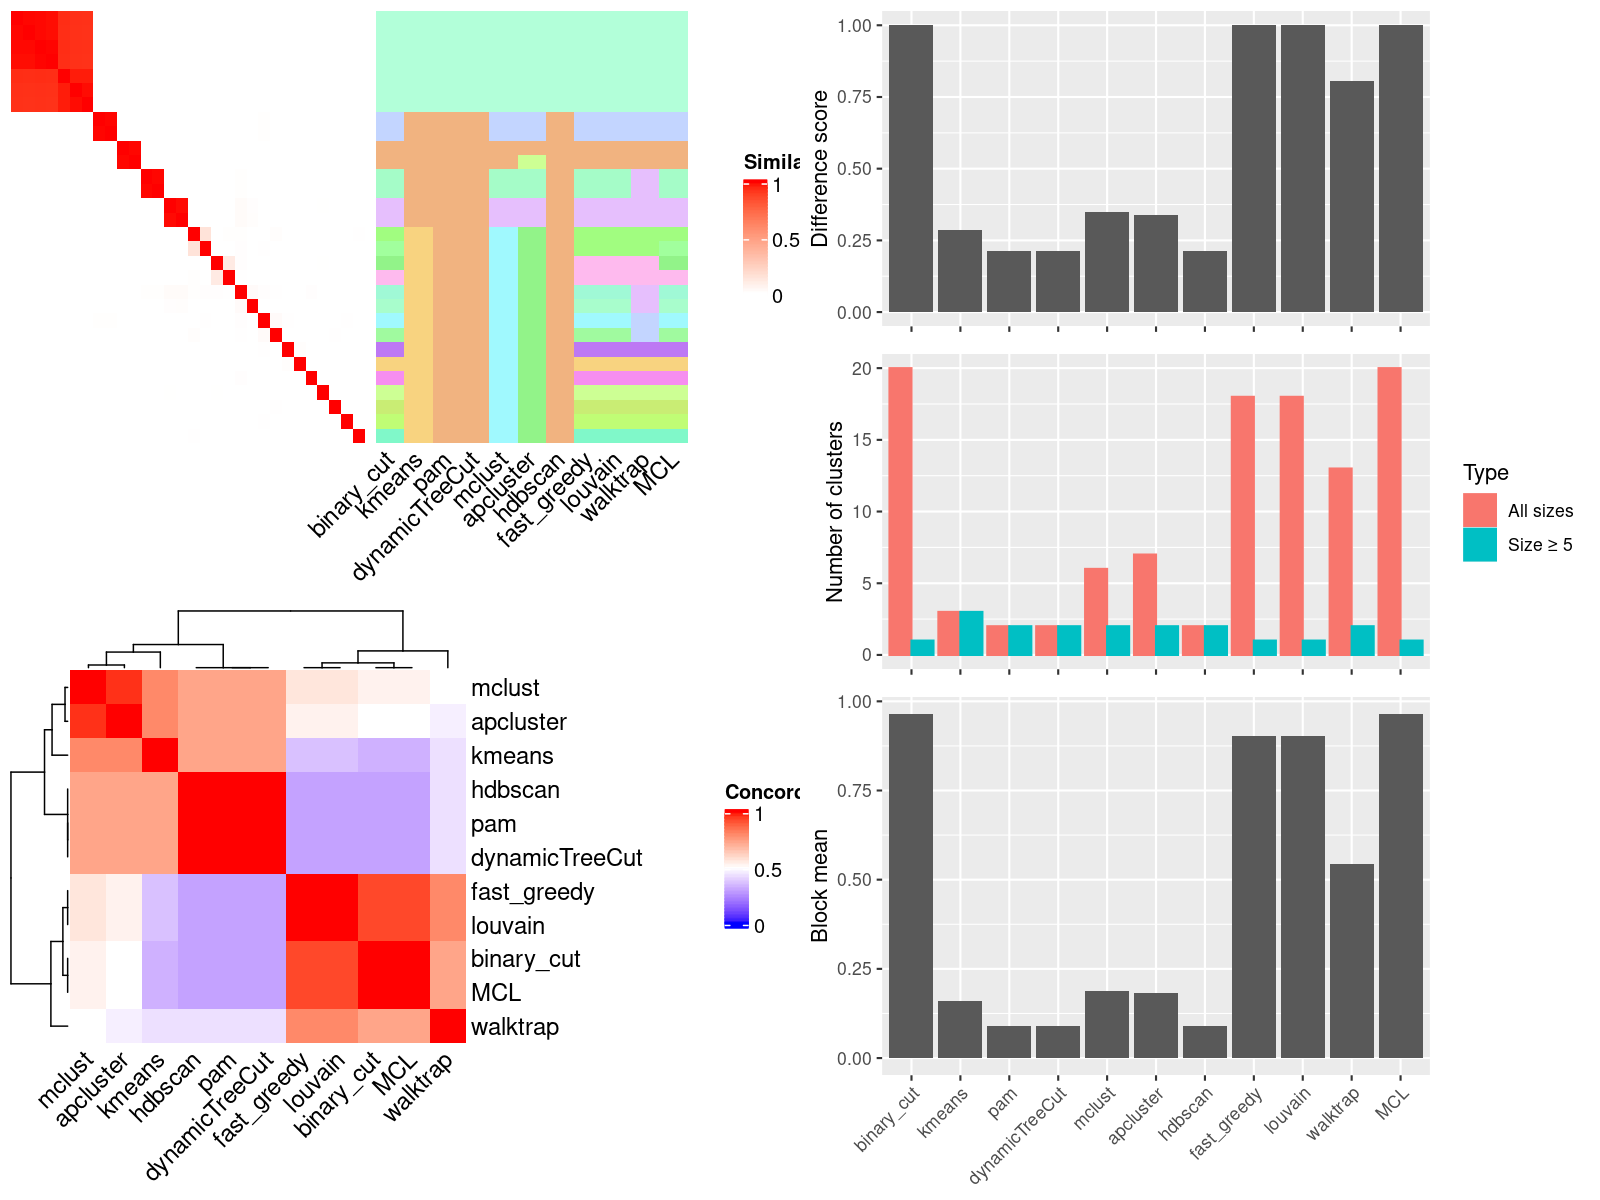 Simila
1
0.5
0
binary_cut
kmeans
pam
dynamicTreeCut
mclust
apcluster
hdbscan
fast_greedy
louvain
walktrap
MCL
mclust
apcluster
kmeans
hdbscan
pam
dynamicTreeCut
fast_greedy
louvain
binary_cut
MCL
walktrap
mclust
apcluster
kmeans
hdbscan
pam
dynamicTreeCut
fast_greedy
louvain
binary_cut
MCL
walktrap
Concorc
1
0.5
0
Difference score
1.00
0.75
0.50
0.25
0.00
Number of clusters
20
15
10
5
0
Type
All sizes
Size ≥ 5
Block mean
1.00
0.75
0.50
0.25
0.00
binary_cut
kmeans
pam
dynamicTreeCut
mclust
apcluster
hdbscan
fast_greedy
louvain
walktrap
MCL